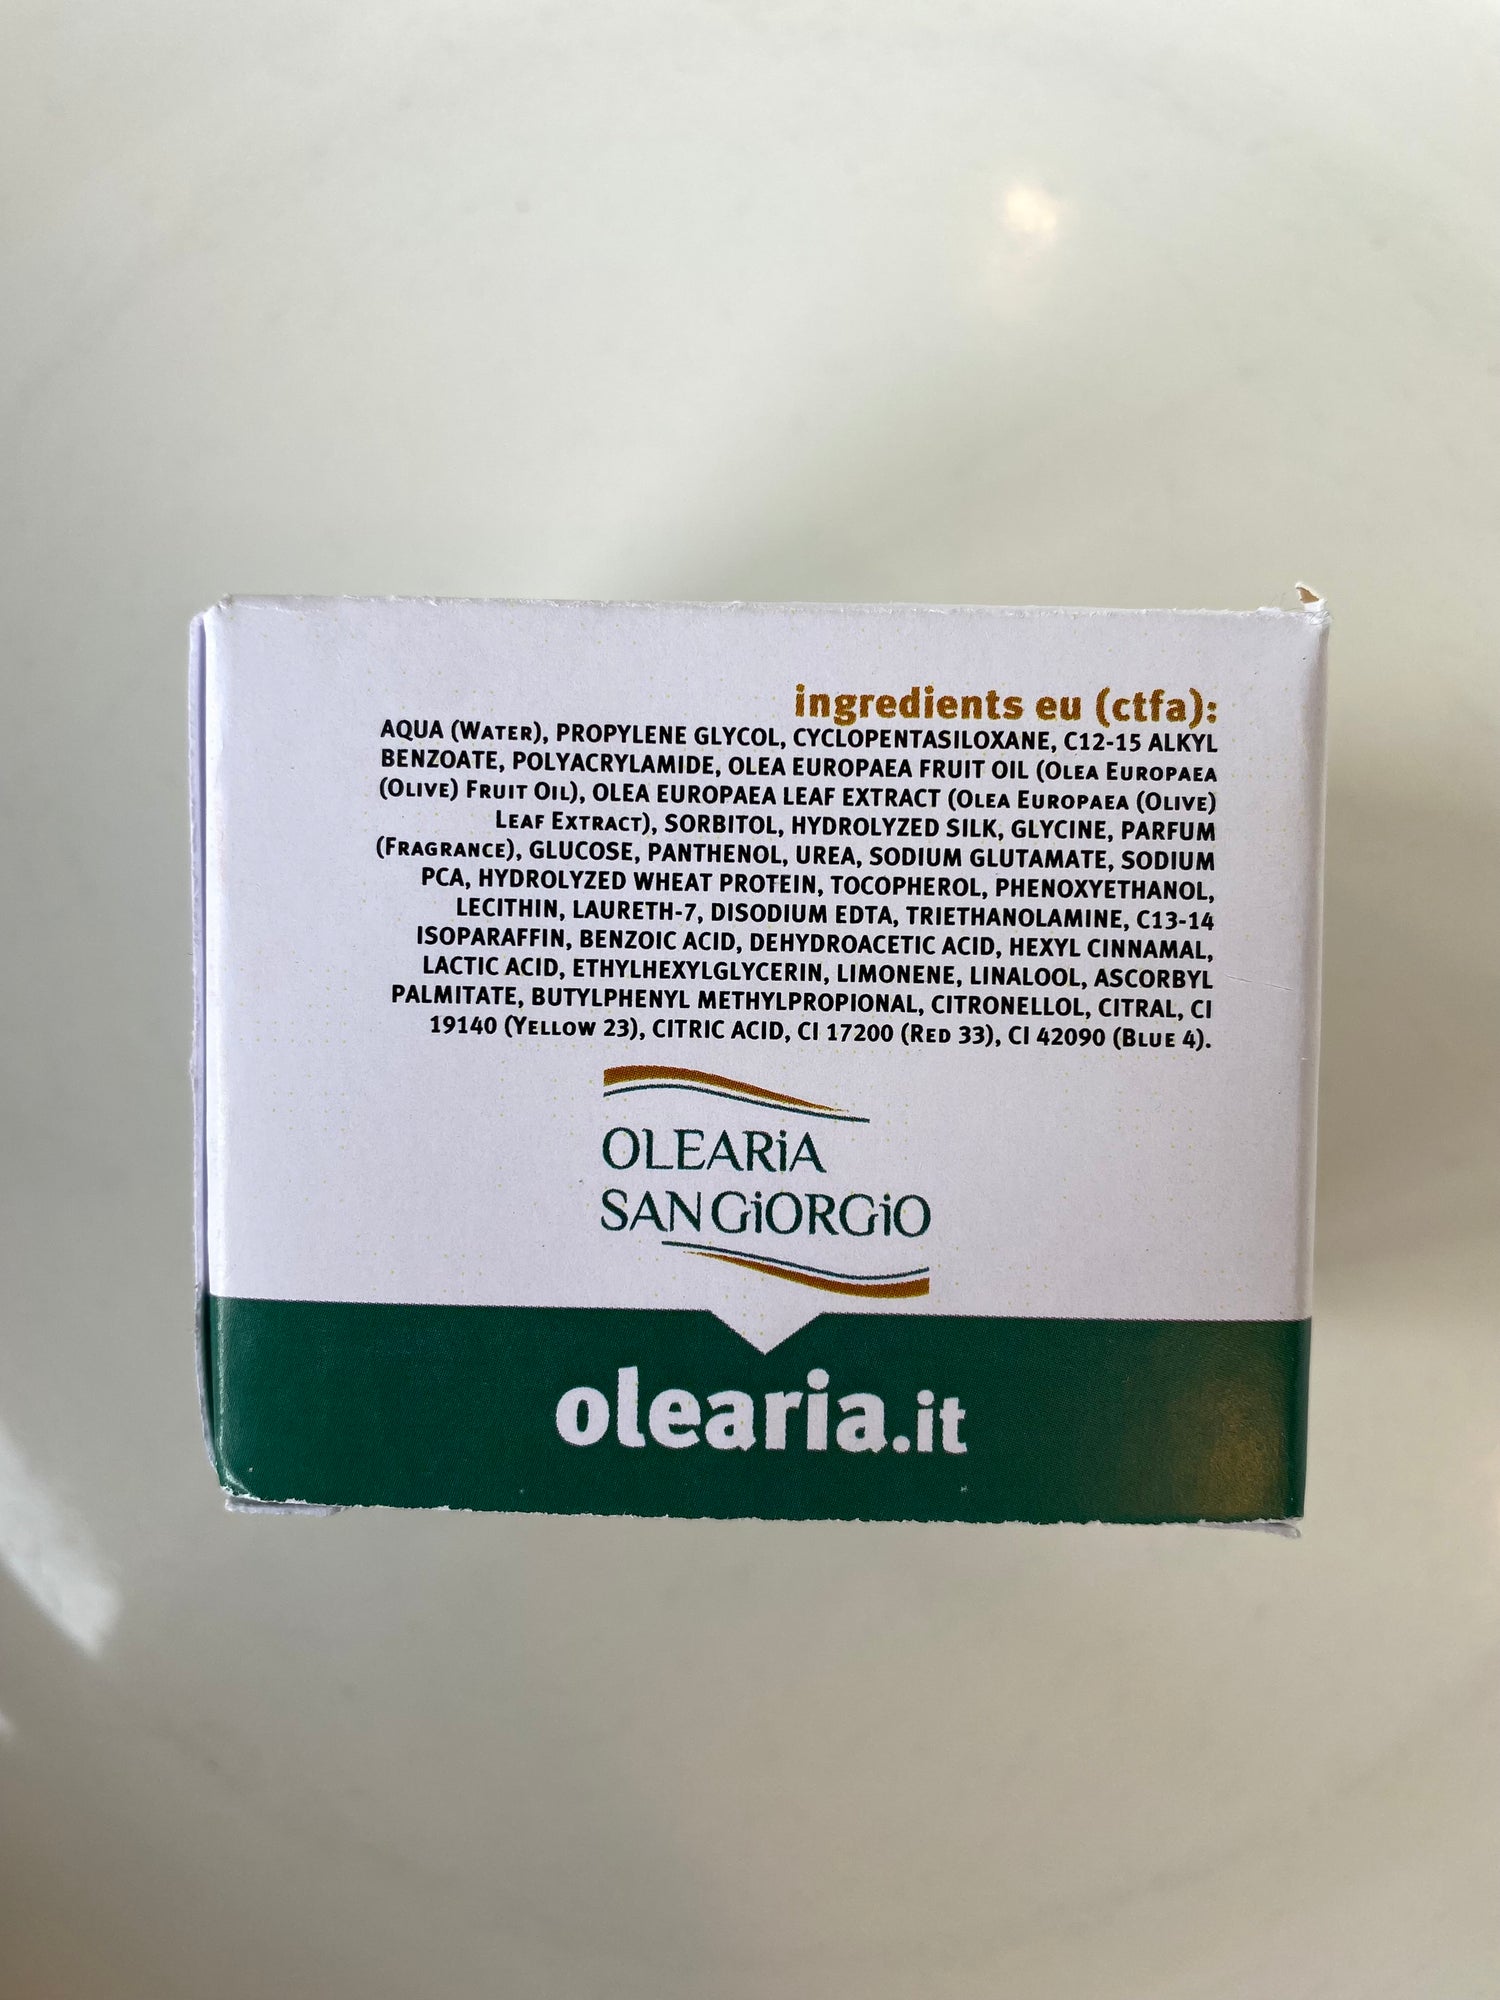 ingredients eu (ctfa):
AQUA (Water), PROPYLENE GLYCOL, CYCLOPENTASILOXANE, C12-15 ALKYL
BENZOATE, POLYACRYLAMIDE, OLEA EUROPAEA FRUIT OIL (Olea Europaea
(Olive) Fruit Oil), OLEA EUROPAEA LEAF EXTRACT (Olea Europaea (Olive)
Leaf Extract), SORBITOL, HYDROLYZED SILK, GLYCINE, PARFUM
(Fragrance), GLUCOSE, PANTHENOL, UREA, SODIUM GLUTAMATE, SODIUM
PCA, HYDROLYZED WHEAT PROTEIN, TOCOPHEROL, PHENOXYETHANOL,
LECITHIN, LAURETH-7, DISODIUM EDTA, TRIETHANOLAMINE, C13-14
ISOPARAFFIN, BENZOIC ACID, DEHYDROACETIC ACID, HEXYL CINNAMAL,
LACTIC ACID, ETHYLHEXYLGLYCERIN, LIMONENE, LINALOOL, ASCORBYL
PALMITATE, BUTYLPHENYL METHYLPROPIONAL, CITRONELLOL, CITRAL, CI
19140 (Yellow 23), CITRIC ACID, CI 17200 (Red 33), CI 42090 (Blue 4).
OLEARiA
SAN GiORGiO
olearia.it